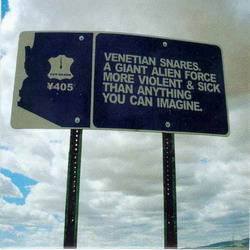 ¥405
VENETIAN SNARES.
A GIANT ALIEN FORCE
MORE VIOLENT & SICK
THAN ANYTHING
YOU CAN IMAGINE.